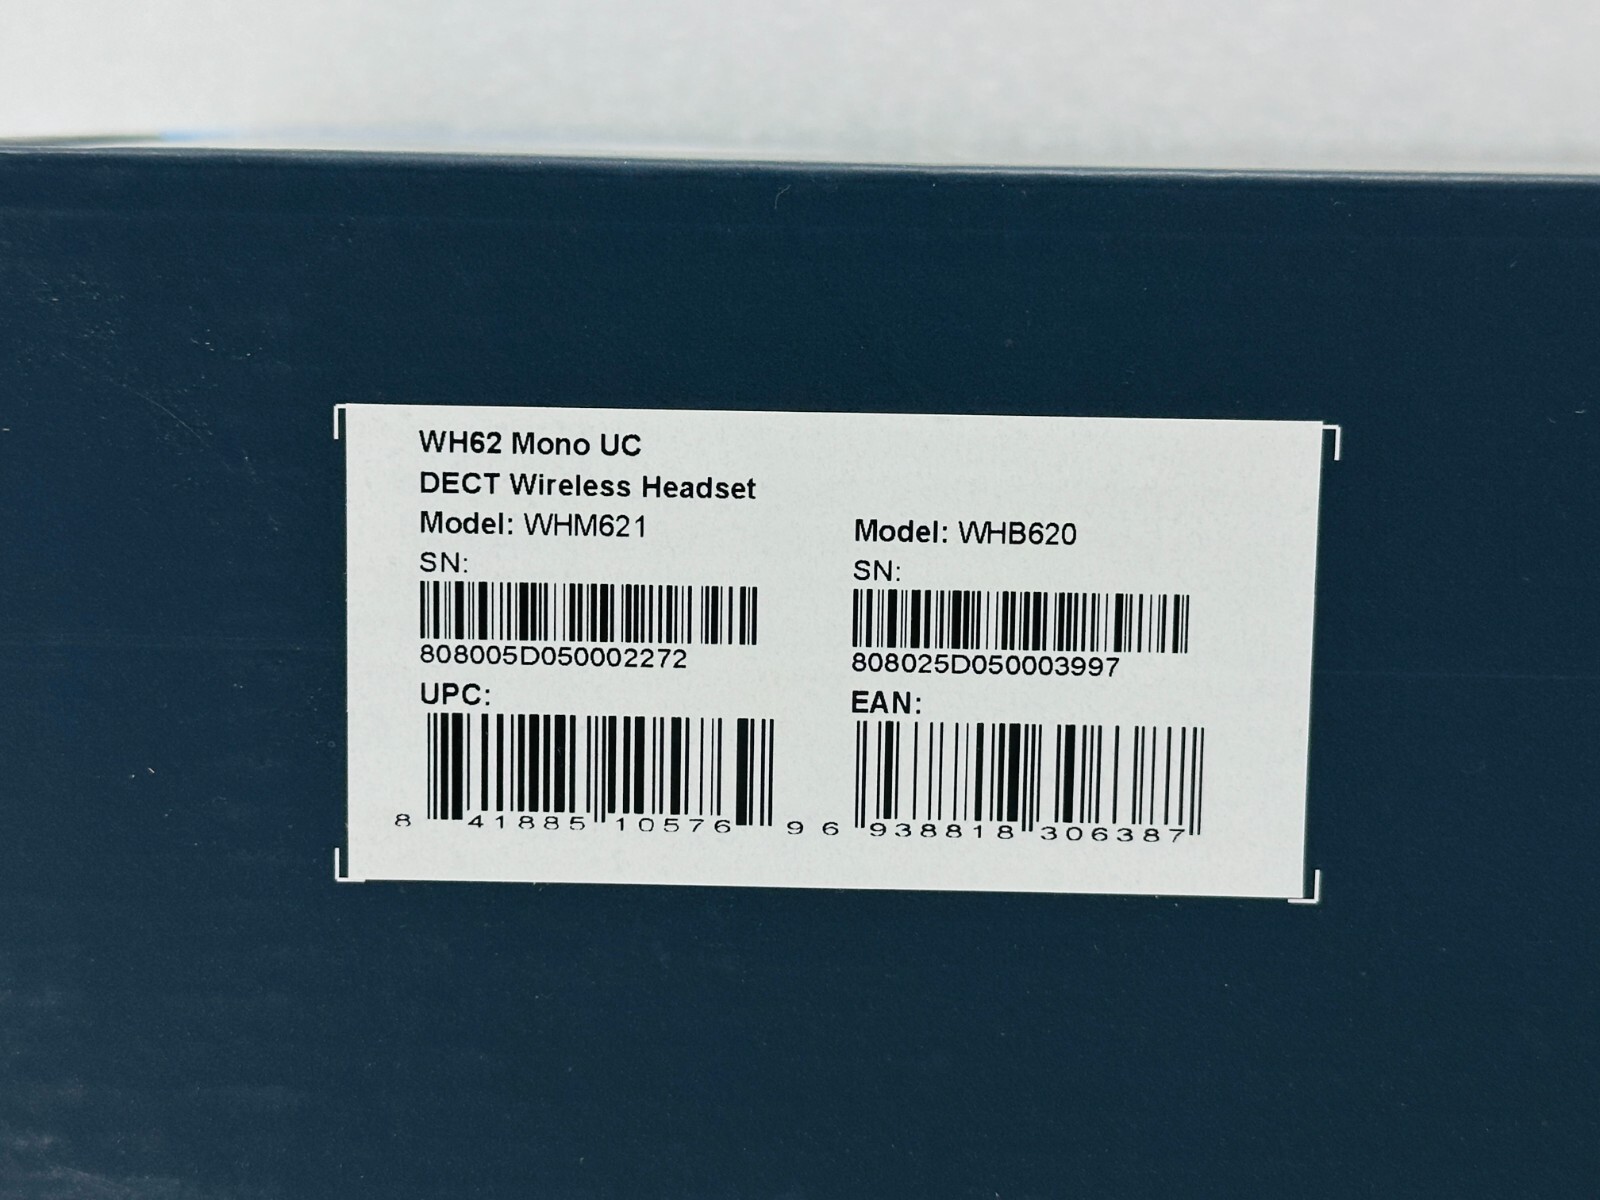 WH62 Mono UC
DECT Wireless Headset
Model: WHM621
SN:
808005D050002272
UPC:
8 41885 10576 9
Model: WHB620
SN:
808025D050003997
EAN:
6 938818 306387